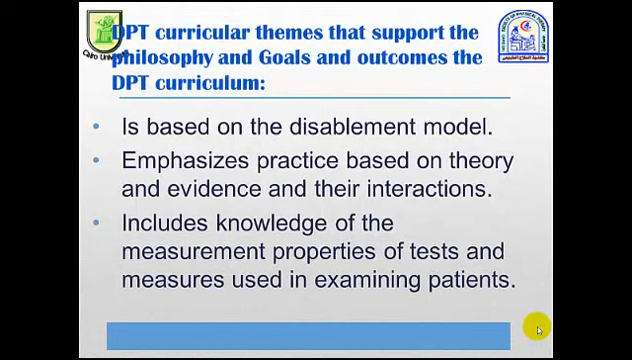 DPT curricular themes that support the
philosophy and Goals and outcomes the
DPT curriculum:
Cairo University
• Is based on the disablement model.
• Emphasizes practice based on theory
and evidence and their interactions.
• Includes knowledge of the
measurement properties of tests and
measures used in examining patients.